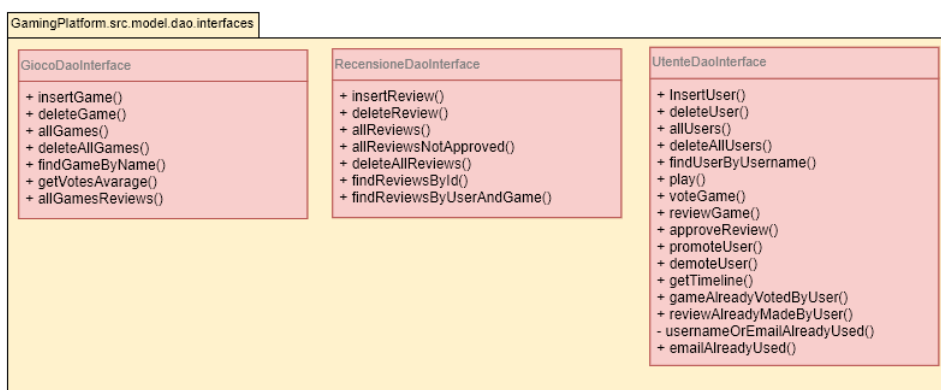 GamingPlatform.src.model.dao.interfaces
GiocoDaoInterface
+ insertGame()
+ deleteGame()
+ allGames()
+ deleteAllGames()
+ findGameByName()
+ getVotesAvarage()
+ allGamesReviews()
RecensioneDaoInterface
+ insertReview()
+ deleteReview()
+ allReviews()
+ allReviewsNotApproved()
+ deleteAllReviews()
+ findReviewsById()
+ findReviewsByUserAndGame()
UtenteDaoInterface
+ InsertUser()
+ deleteUser()
+ allUsers()
+ deleteAllUsers()
+ findUserByUsername()
+ play()
+ voteGame()
+ reviewGame()
+ approveReview()
+ promoteUser()
+ demoteUser()
+ getTimeline()
+ gameAlreadyVotedByUser()
+ reviewAlreadyMadeByUser()
- usernameOrEmailAlreadyUsed()
+ emailAlreadyUsed()